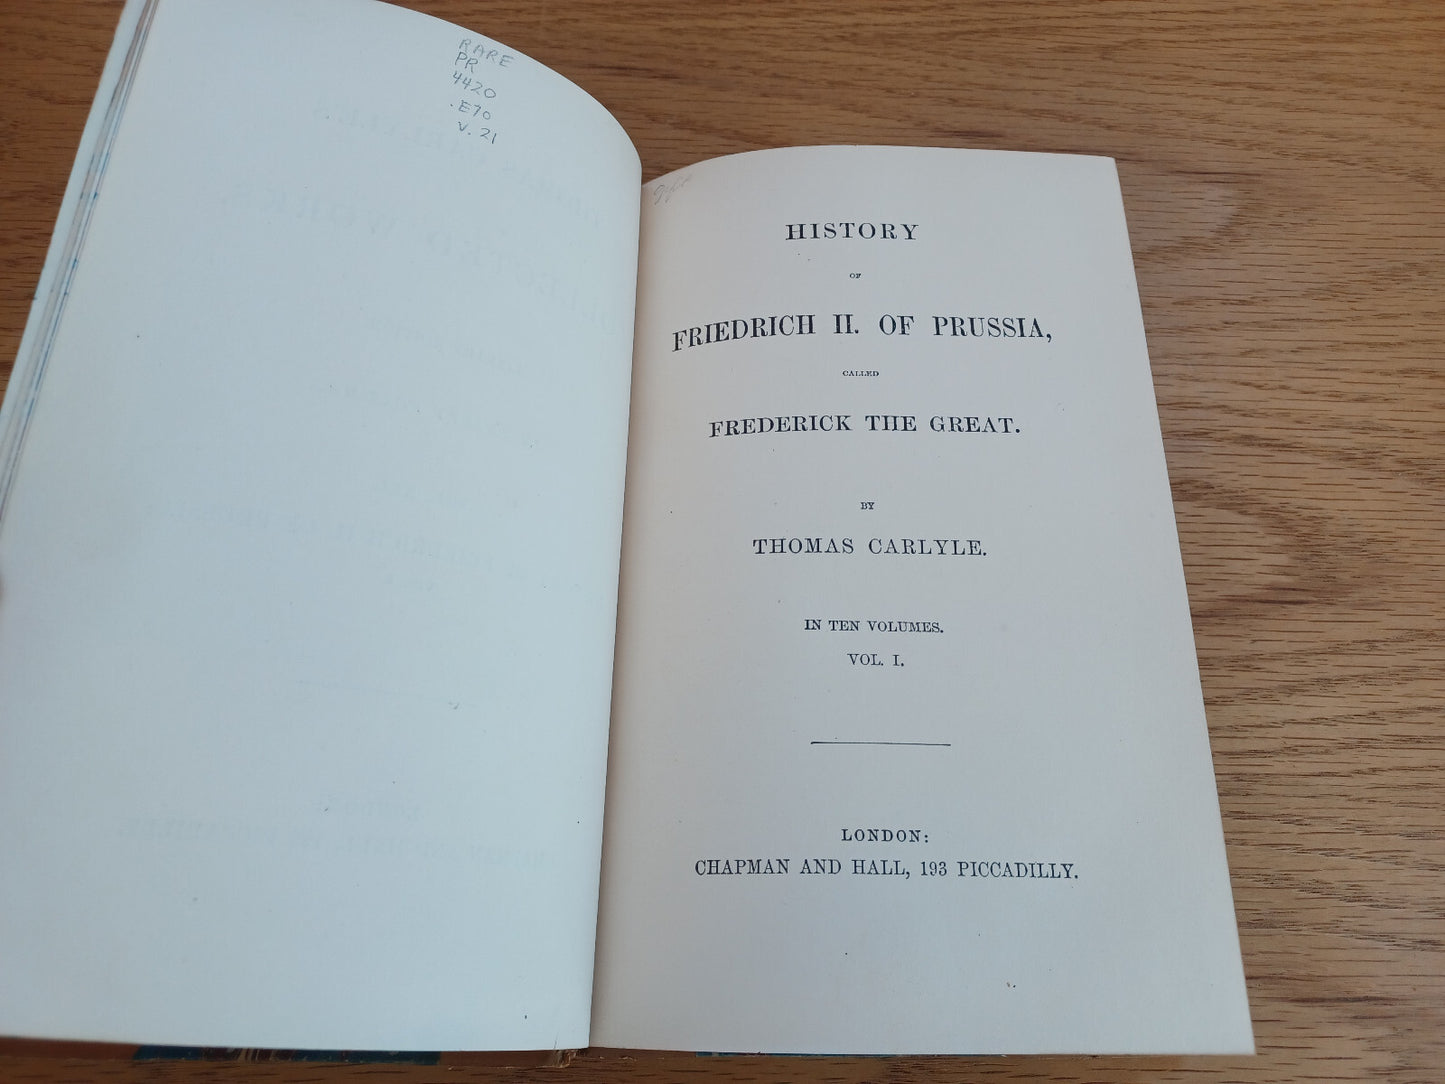 RARE
PR
4420
.E70
V. 21
gift
HISTORY
OF
FRIEDRICH II. OF PRUSSIA,
CALLED
FREDERICK THE GREAT.
BY
THOMAS CARLYLE.
IN TEN VOLUMES.
VOL. I.
LONDON:
CHAPMAN AND HALL, 193 PICCADILLY.